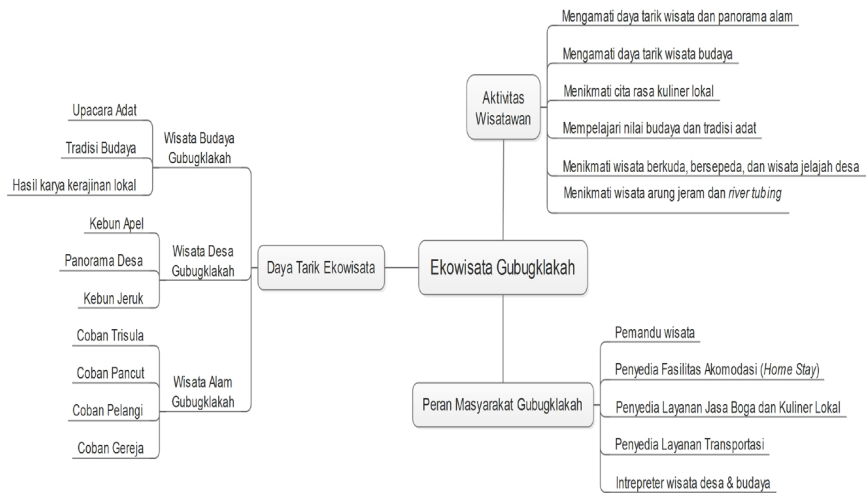 Mengamati daya tarik wisata dan panorama alam
Mengamati daya tarik wisata budaya
Menikmati cita rasa kuliner lokal
Mempelajari nilai budaya dan tradisi adat
Menikmati wisata berkuda, bersepeda, dan wisata jelajah desa
Menikmati wisata arung jeram dan river tubing
Aktivitas
Wisatawan
Upacara Adat
Tradisi Budaya
Hasil karya kerajinan lokal
Wisata Budaya
Gubugklakah
Kebun Apel
Panorama Desa
Kebun Jeruk
Wisata Desa
Gubugklakah
Coban Trisula
Coban Pancut
Coban Pelangi
Coban Gereja
Wisata Alam
Gubugklakah
Daya Tarik Ekowisata
Ekowisata Gubugklakah
Peran Masyarakat Gubugklakah
Pemandu wisata
Penyedia Fasilitas Akomodasi (Home Stay)
Penyedia Layanan Jasa Boga dan Kuliner Lokal
Penyedia Layanan Transportasi
Intrepreter wisata desa & budaya